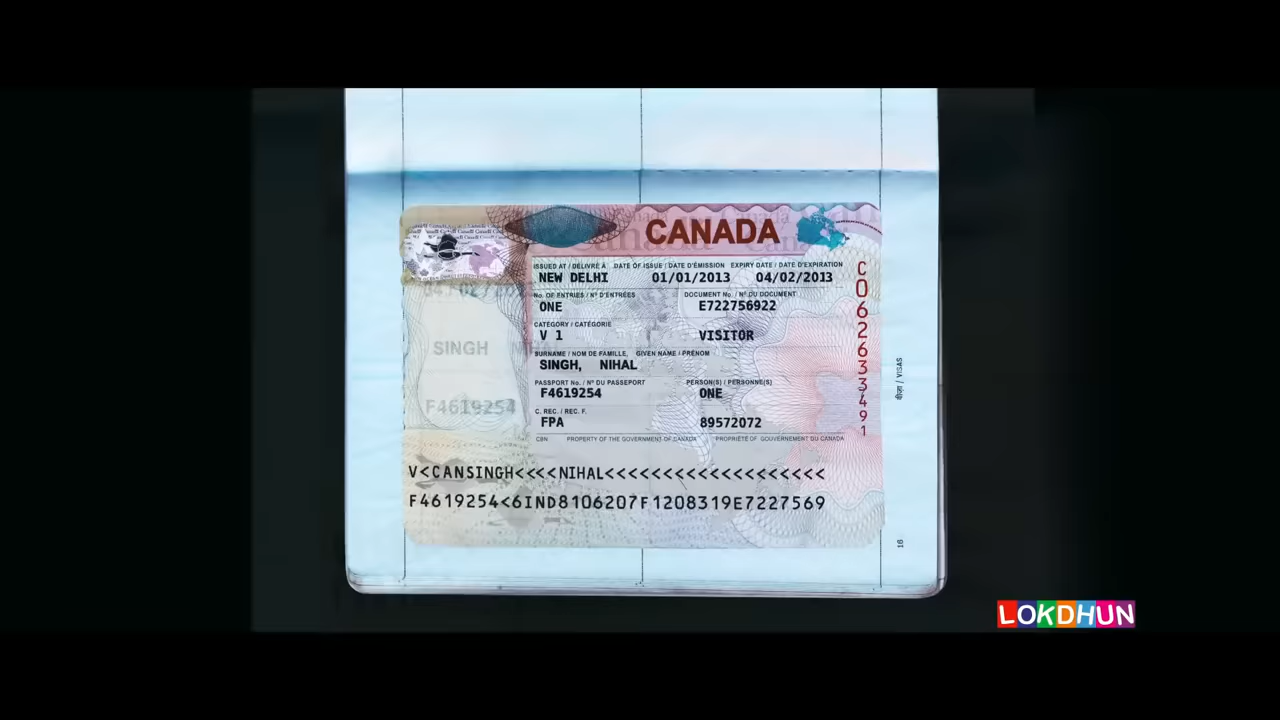 CANADA
ISSUED AT / DÉLIVRÉ À DATE OF ISSUE / DATE D'ÉMISSION EXPIRY DATE / DATE D'EXPIRATION
NEW DELHI 01/01/2013 04/02/2013
No. OF ENTRIES / Nº D'ENTRÉES DOCUMENT No. / Nº DU DOCUMENT
ONE E722756922
CATEGORY / CATÉGORIE
V 1 VISITOR
SURNAME / NOM DE FAMILLE, GIVEN NAME / PRÉNOM
SINGH, NIHAL
PASSPORT No. / Nº DU PASSEPORT PERSON(S) / PERSONNE(S)
F4619254 ONE
C. REC. / REC. F.
FPA 89572072
CBN PROPERTY OF THE GOVERNMENT OF CANADA PROPRIÉTÉ OF GOUVERNEMENT DU CANADA
SINGH
F4619254
V<CANSINGH<<<<NIHAL<<<<<<<<<<<<<<<<<<<
F4619254<6IND8106207F1208319E7227569
C062633491
वीज़ा / VISAS
16
LOKDHUN